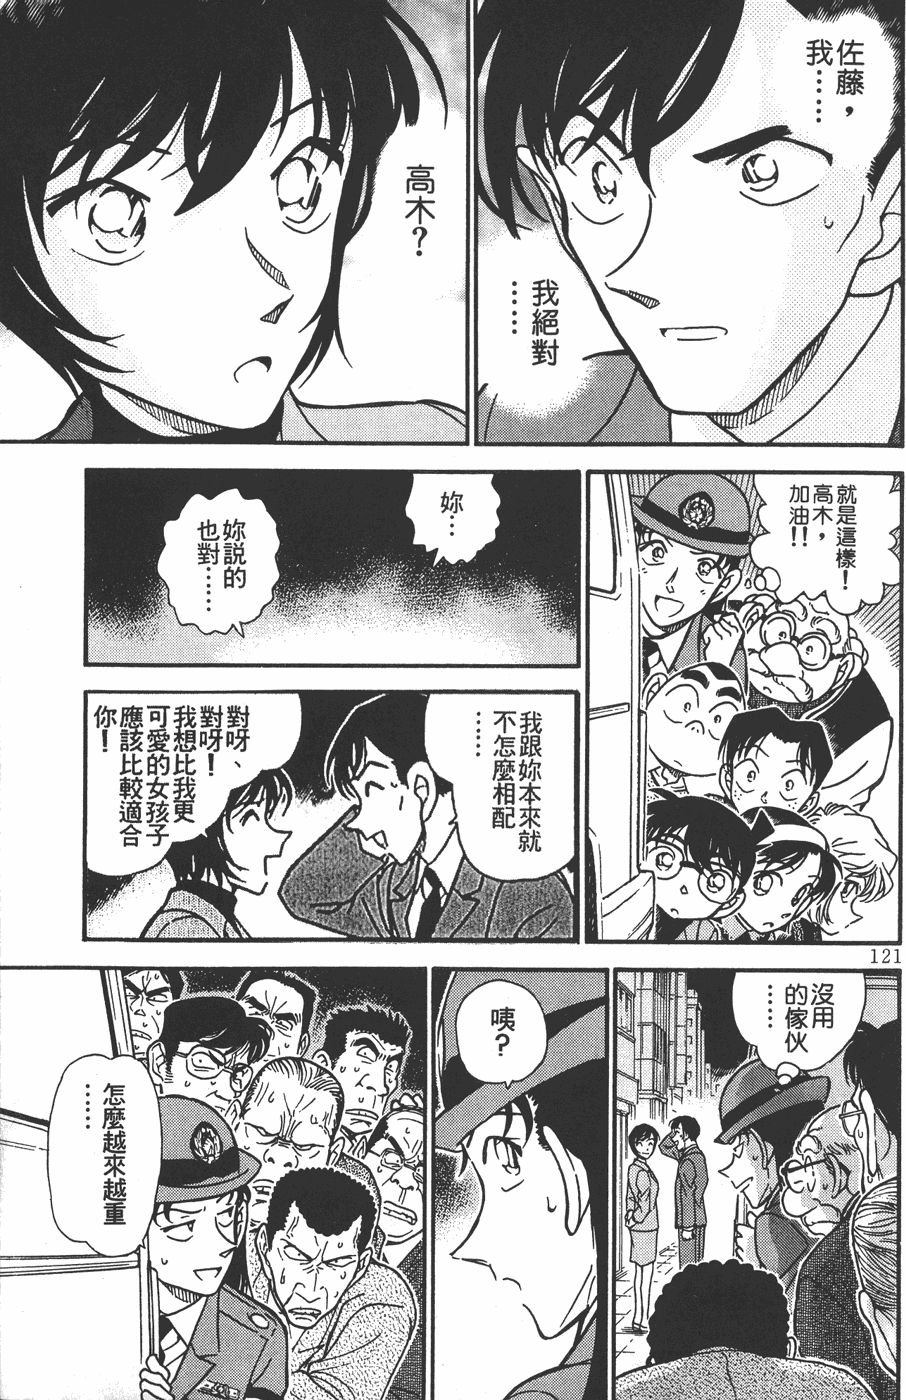 佐藤，
我……
我絕對
……
高木？
就是這樣！
高木，
加油！！
妳…
妳說的
也對……
我跟妳本來就
不怎麼相配
……
對呀、
對呀！
我想比我更
可愛的女孩子
應該比較適合
你！
121
沒用
的傢伙
……
咦？
怎麼越來越重
……